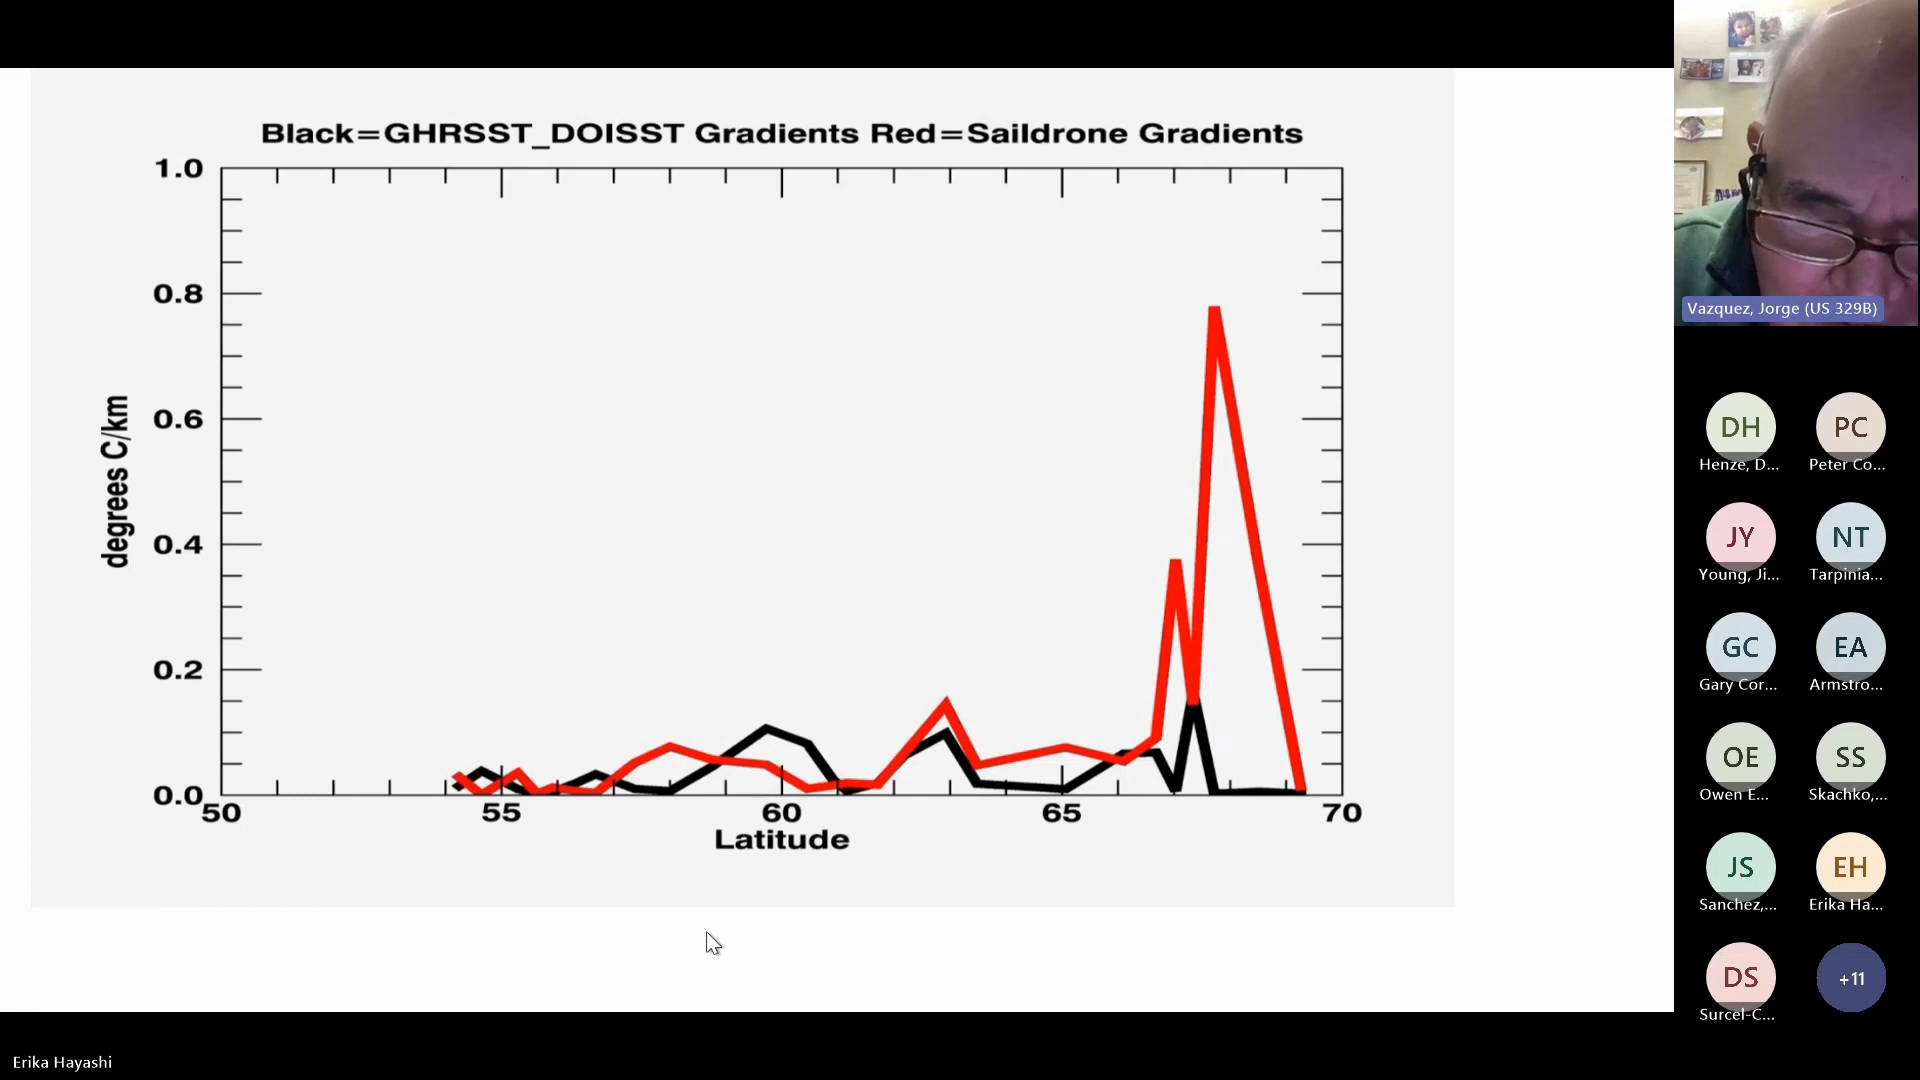 Black=GHRSST_DOISST Gradients Red=Saildrone Gradients
1.0
0.8
0.6
0.4
0.2
0.0
degrees C/km
50 55 60 65 70
Latitude
Vazquez, Jorge (US 329B)
DH PC
Henze, D... Peter Co...
JY NT
Young, Ji... Tarpinia...
GC EA
Gary Cor... Armstro...
OE SS
Owen E... Skachko,...
JS EH
Sanchez,... Erika Ha...
DS +11
Surcel-C...
Erika Hayashi